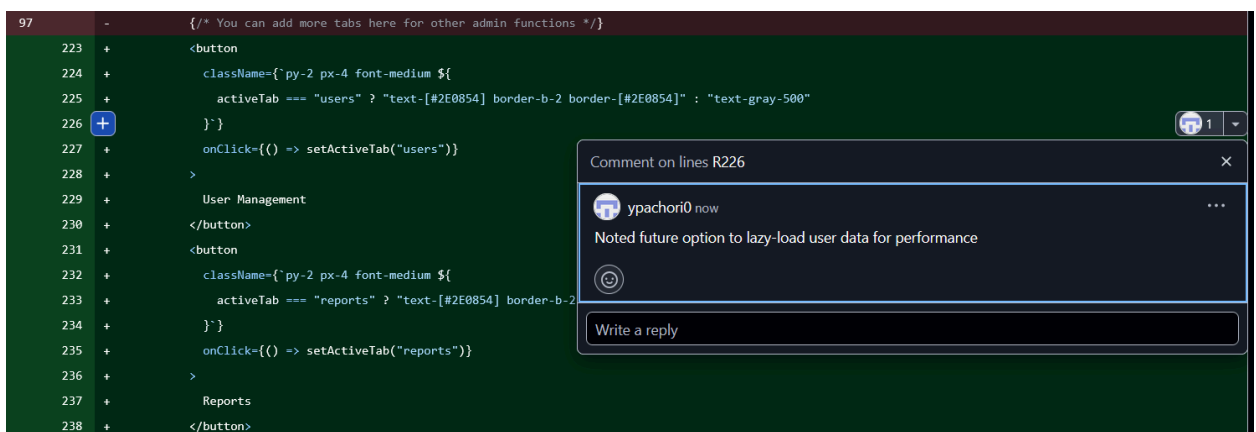 97 - {/* You can add more tabs here for other admin functions */}
223 + <button
224 + className={`py-2 px-4 font-medium ${
225 + activeTab === "users" ? "text-[#2E0854] border-b-2 border-[#2E0854]" : "text-gray-500"
226 + }`}
1
227 + onClick={() => setActiveTab("users")}
Comment on lines R226
228 + >
229 + User Management
ypachori0 now
230 + </button>
Noted future option to lazy-load user data for performance
231 + <button
232 + className={`py-2 px-4 font-medium ${
233 + activeTab === "reports" ? "text-[#2E0854] border-b-2
234 + }`}
Write a reply
235 + onClick={() => setActiveTab("reports")}
236 + >
237 + Reports
238 + </button>